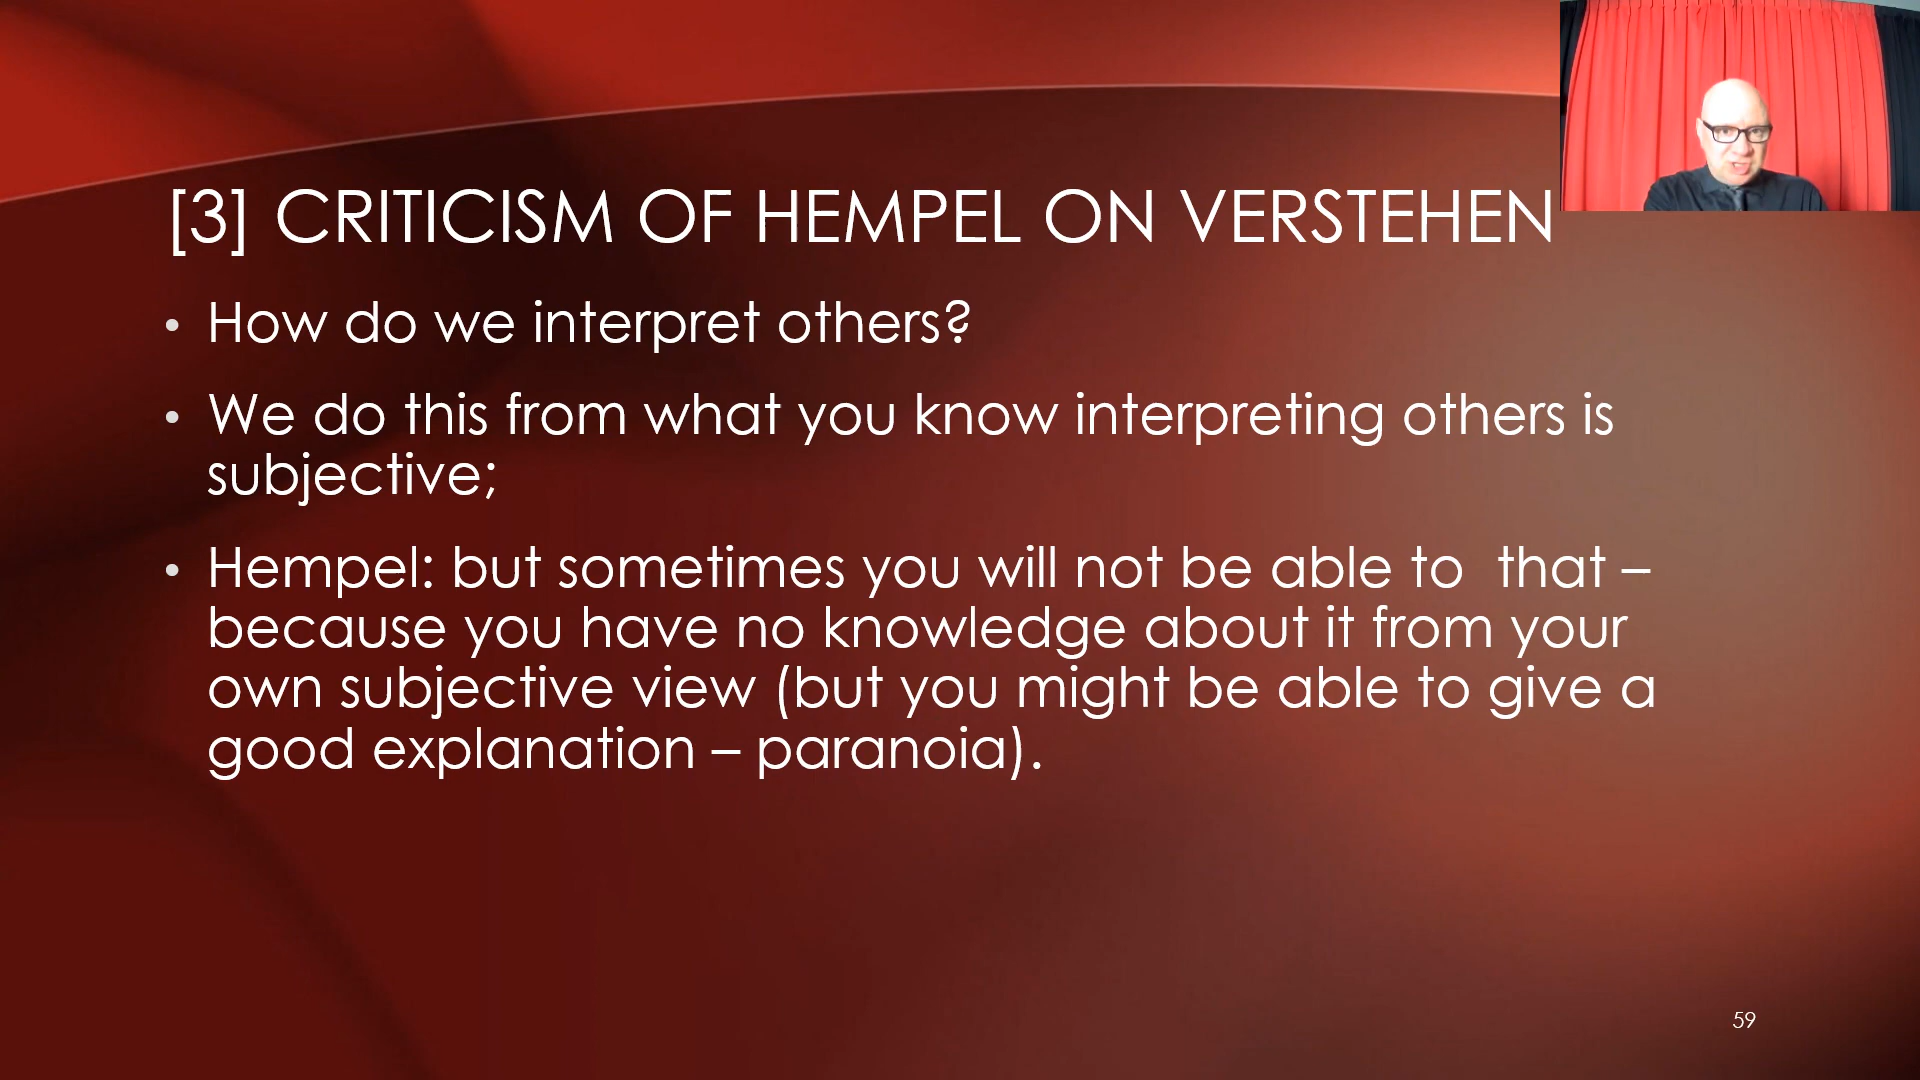 [3] CRITICISM OF HEMPEL ON VERSTEHEN
• How do we interpret others?
• We do this from what you know interpreting others is
subjective;
• Hempel: but sometimes you will not be able to  that –
because you have no knowledge about it from your
own subjective view (but you might be able to give a
good explanation – paranoia).
59